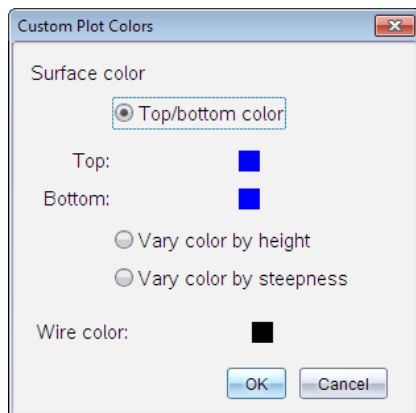 Custom Plot Colors
Surface color
Top/bottom color
Top:
Bottom:
Vary color by height
Vary color by steepness
Wire color:
OK Cancel